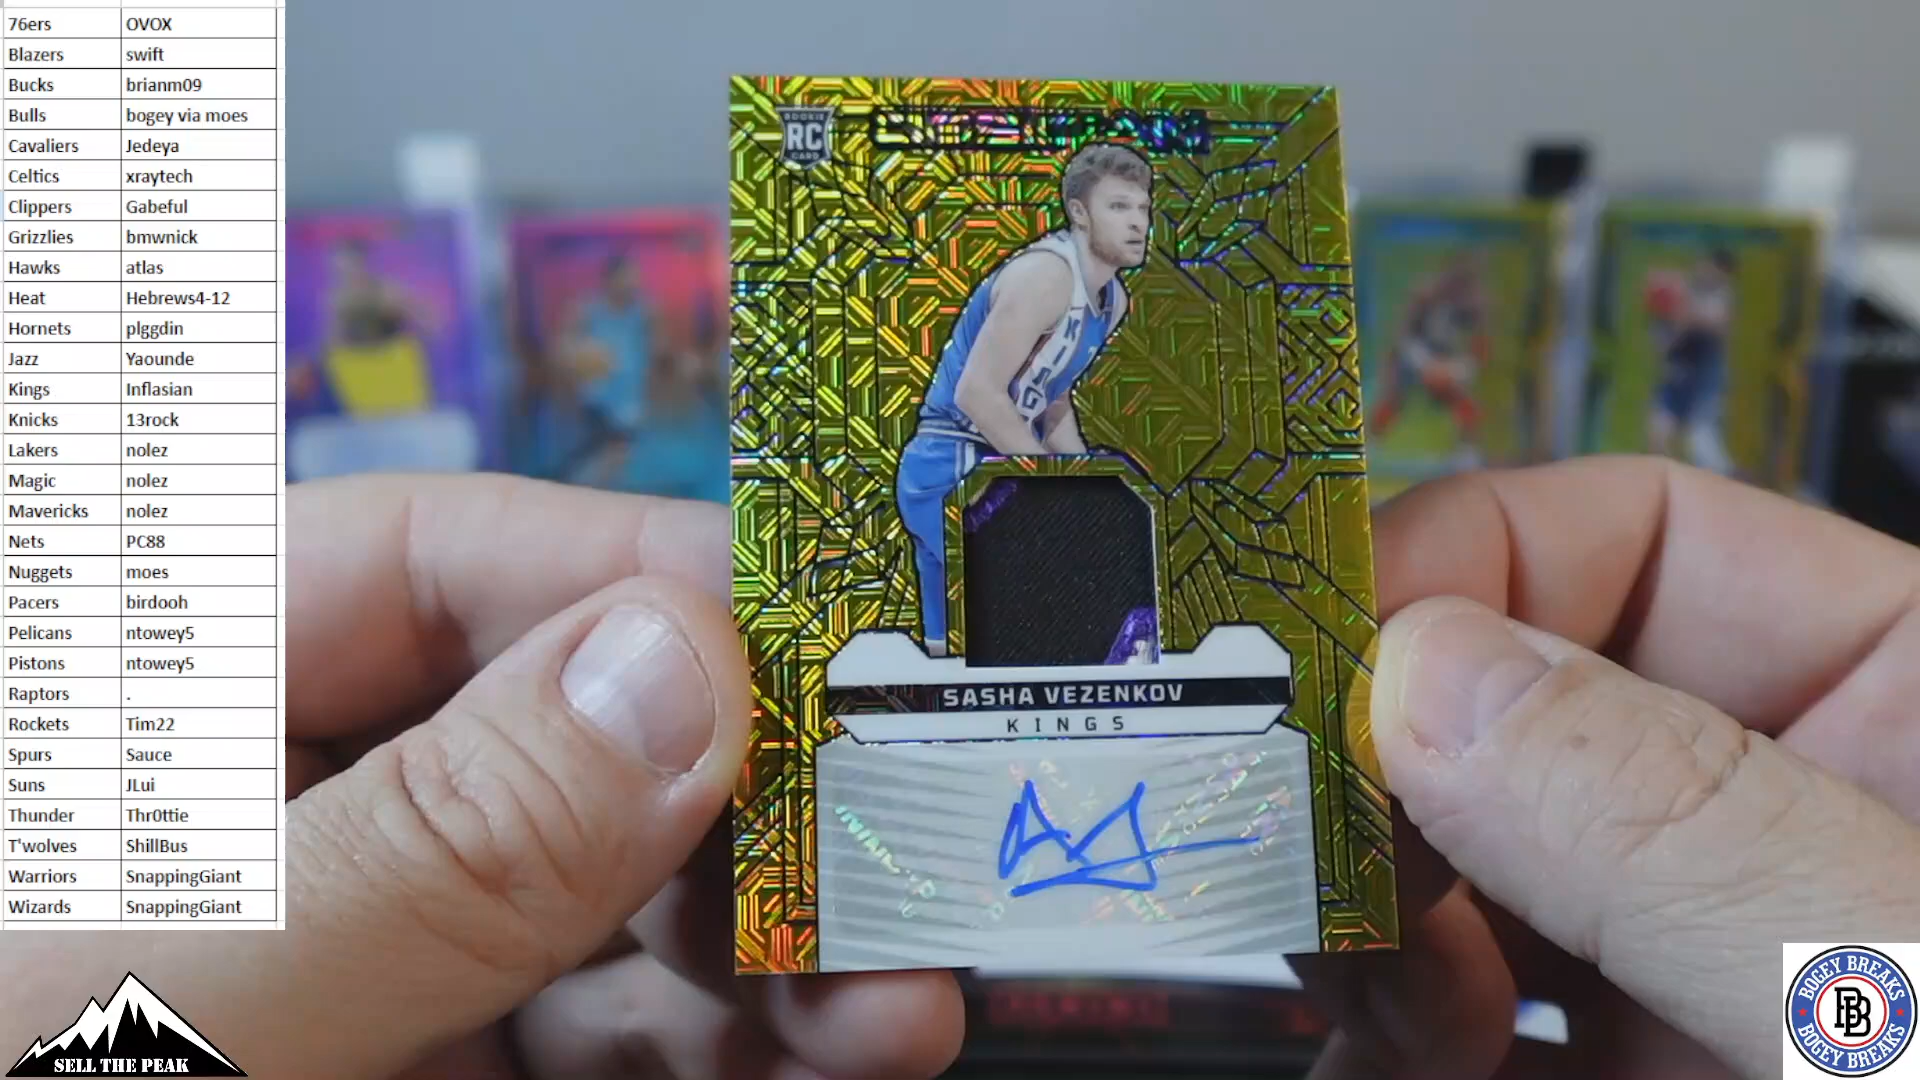 76ers OVOX
Blazers swift
Bucks brianm09
Bulls bogey via moes
Cavaliers Jedeya
Celtics xraytech
Clippers Gabeful
Grizzlies bmwnick
Hawks atlas
Heat Hebrews4-12
Hornets plggdin
Jazz Yaounde
Kings Inflasian
Knicks 13rock
Lakers nolez
Magic nolez
Mavericks nolez
Nets PC88
Nuggets moes
Pacers birdooh
Pelicans ntowey5
Pistons ntowey5
Raptors .
Rockets Tim22
Spurs Sauce
Suns JLui
Thunder Thr0ttie
T'wolves ShillBus
Warriors SnappingGiant
Wizards SnappingGiant
ROOKIE
RC
CARD
KINGS
SASHA VEZENKOV
KINGS
SELL THE PEAK
BOGEY BREAKS
BB
BOGEY BREAKS